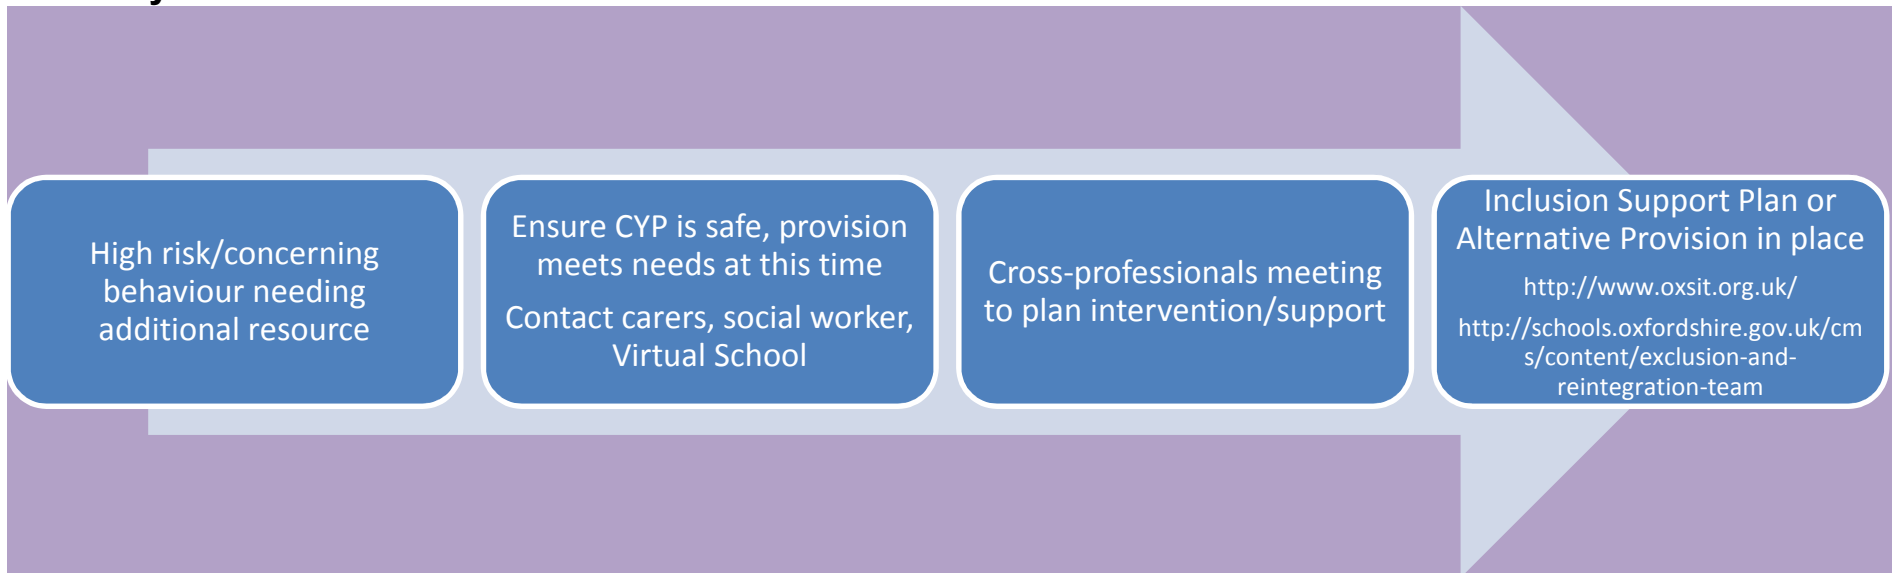 High risk/concerning
behaviour needing
additional resource
Ensure CYP is safe, provision
meets needs at this time
Contact carers, social worker,
Virtual School
Cross-professionals meeting
to plan intervention/support
Inclusion Support Plan or
Alternative Provision in place
http://www.oxsit.org.uk/
http://schools.oxfordshire.gov.uk/cm
s/content/exclusion-and-
reintegration-team